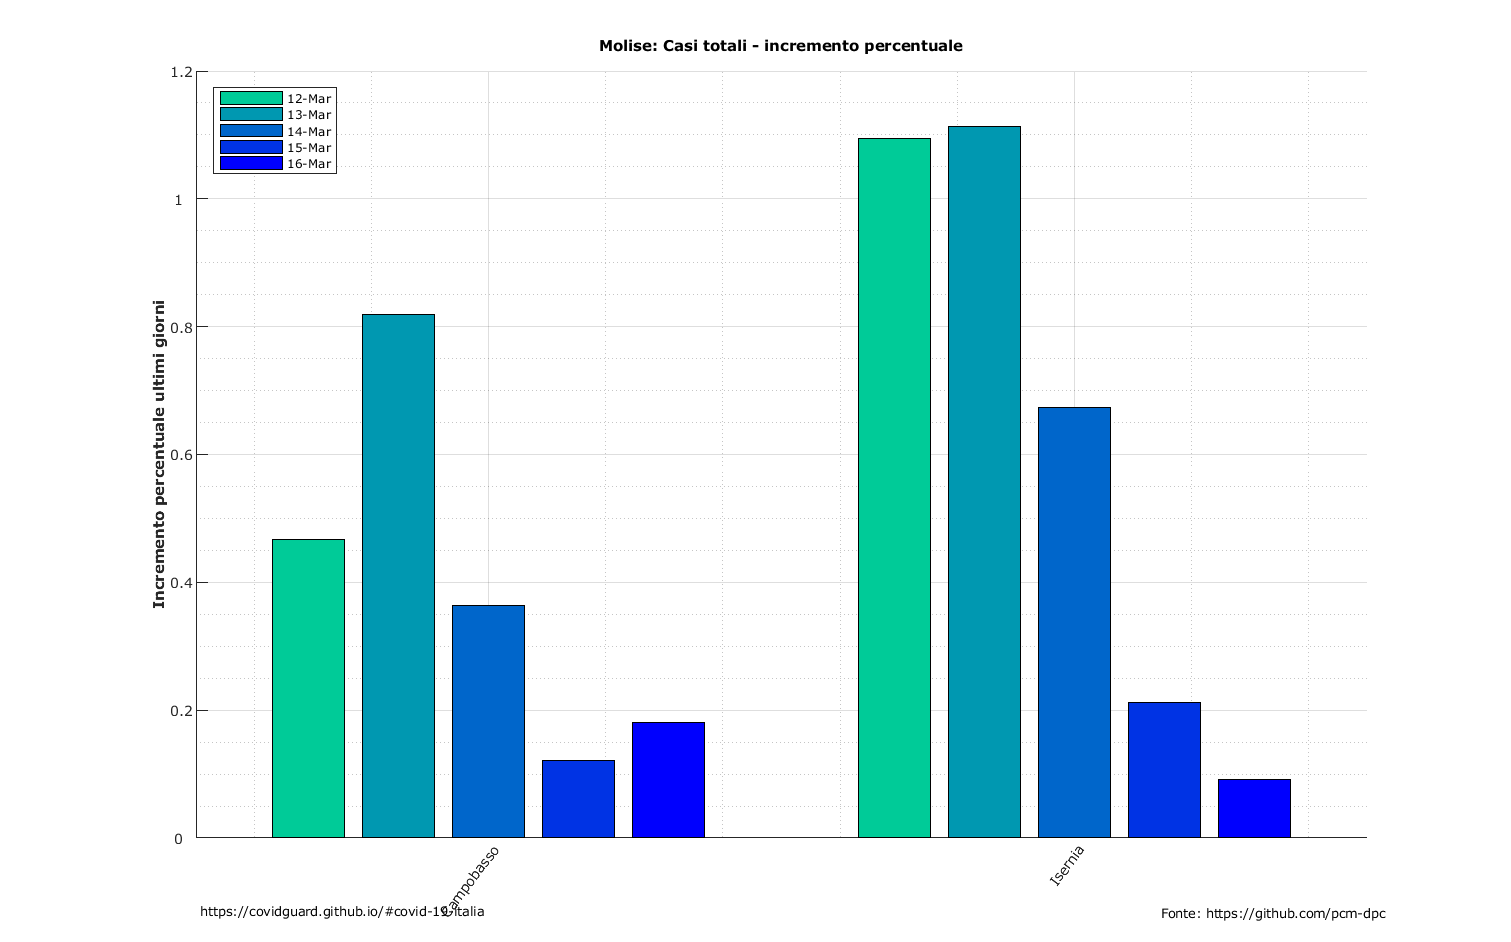 Molise: Casi totali - incremento percentuale
Incremento percentuale ultimi giorni
1.2
1
0.8
0.6
0.4
0.2
0
12-Mar
13-Mar
14-Mar
15-Mar
16-Mar
Campobasso
Isernia
https://covidguard.github.io/#covid-19-italia
Fonte: https://github.com/pcm-dpc